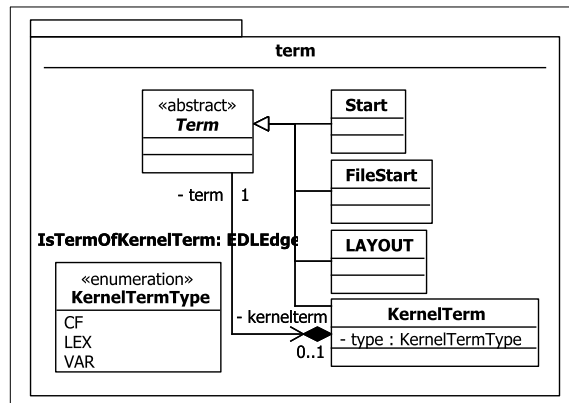 term
«abstract»
Term
Start
FileStart
- term 1
IsTermOfKernelTerm: EDLEdge
LAYOUT
«enumeration»
KernelTermType
CF
LEX
VAR
- kernelterm
0..1
KernelTerm
- type : KernelTermType